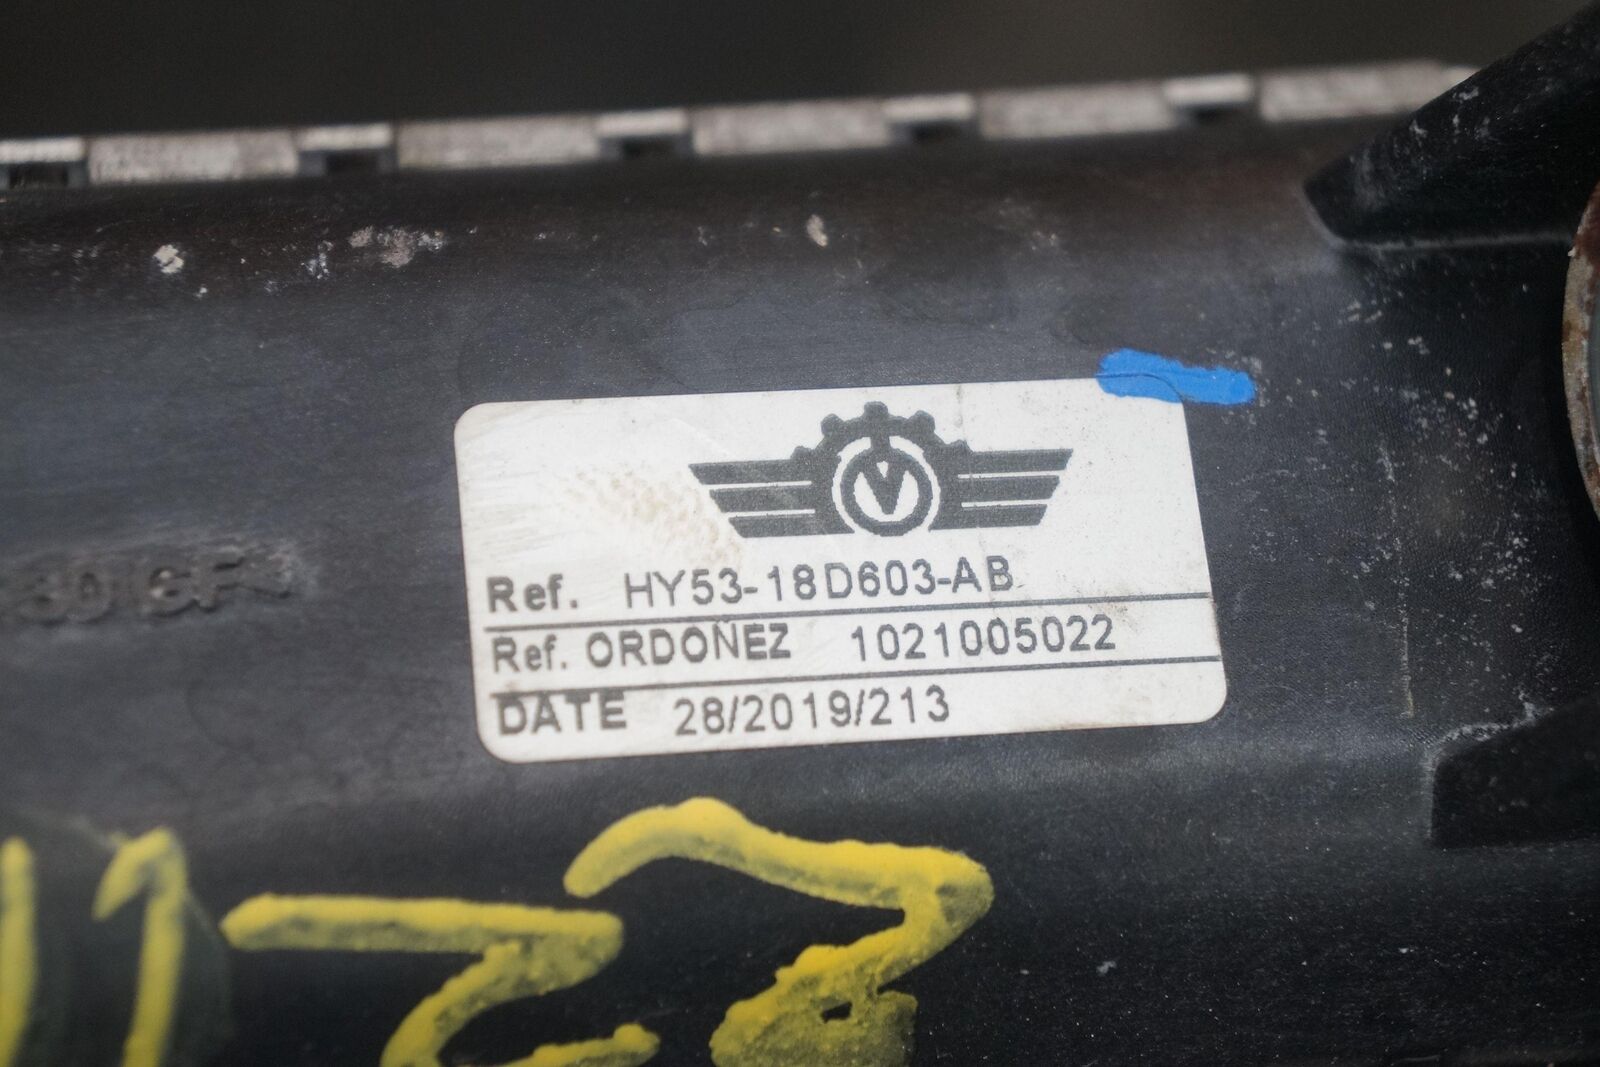 V
Ref. HY53-18D603-AB
Ref. ORDOÑEZ 1021005022
DATE 28/2019/213